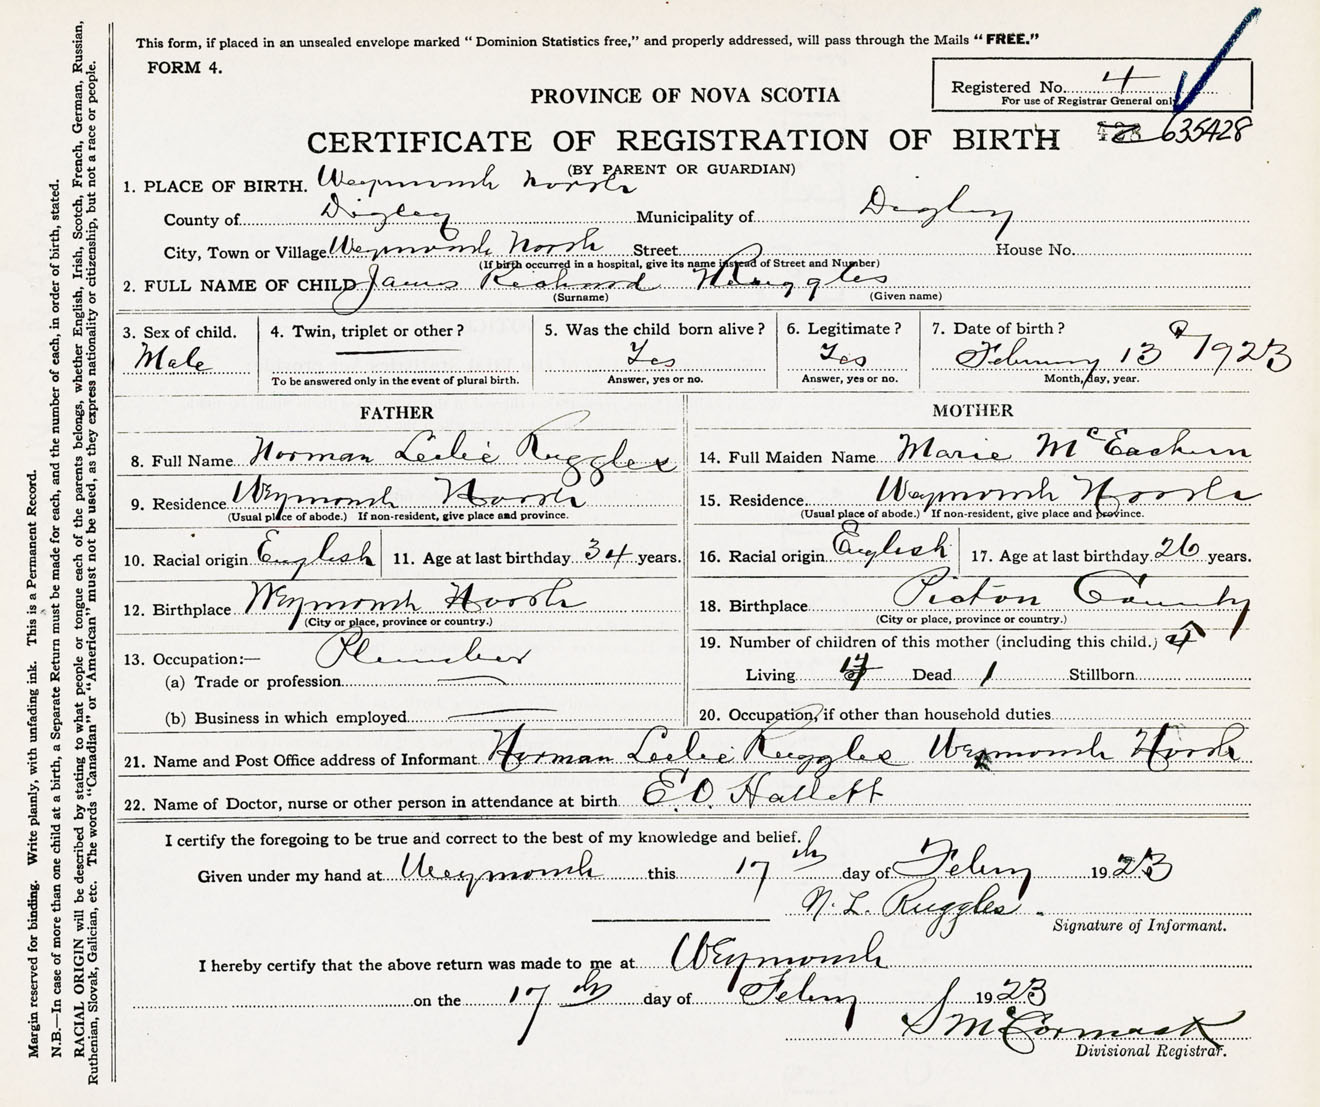 This form, if placed in an unsealed envelope marked “ Dominion Statistics free,” and properly addressed, will pass through the Mails “ FREE.”
FORM 4.
Registered No. 4
For use of Registrar General only
PROVINCE OF NOVA SCOTIA
CERTIFICATE OF REGISTRATION OF BIRTH
635428
(BY PARENT OR GUARDIAN)
1. PLACE OF BIRTH. Weymouth North
County of Digby Municipality of Digby
City, Town or Village Weymouth North Street House No.
(If birth occurred in a hospital, give its name instead of Street and Number)
2. FULL NAME OF CHILD James Richard Ruggles
(Surname) (Given name)
3. Sex of child. 4. Twin, triplet or other ? 5. Was the child born alive ? 6. Legitimate ? 7. Date of birth ?
Male Yes Yes February 13 1923
To be answered only in the event of plural birth. Answer, yes or no. Answer, yes or no. Month, day, year.
FATHER MOTHER
8. Full Name Norman Leslie Ruggles 14. Full Maiden Name Marie McEachern
9. Residence Weymouth North 15. Residence Weymouth North
(Usual place of abode.) If non-resident, give place and province. (Usual place of abode.) If non-resident, give place and province.
10. Racial origin English 11. Age at last birthday 34 years. 16. Racial origin English 17. Age at last birthday 26 years.
12. Birthplace Weymouth North 18. Birthplace Pictou County
(City or place, province or country.) (City or place, province or country.)
13. Occupation:— Plumber 19. Number of children of this mother (including this child.)
(a) Trade or profession Living Dead 1 Stillborn
(b) Business in which employed 20. Occupation, if other than household duties
21. Name and Post Office address of Informant Norman Leslie Ruggles Weymouth North
22. Name of Doctor, nurse or other person in attendance at birth E. O. Hallett
I certify the foregoing to be true and correct to the best of my knowledge and belief.
Given under my hand at Weymouth this 17 th day of Febry 1923
N. L. Ruggles
Signature of Informant.
I hereby certify that the above return was made to me at Weymouth
on the 17 th day of Febry 1923
S McCormack
Divisional Registrar.
Margin reserved for binding. Write plainly, with unfading ink. This is a Permanent Record.
N.B.—In case of more than one child at a birth, a Separate Return must be made for each, and the number of each, in order of birth, stated.
RACIAL ORIGIN will be described by stating to what people or tongue each of the parents belongs, whether English, Irish, Scotch, French, German, Russian,
Ruthenian, Slovak, Galician, etc. The words “Canadian” or “American” must not be used, as they express nationality or citizenship, but not a race or people.